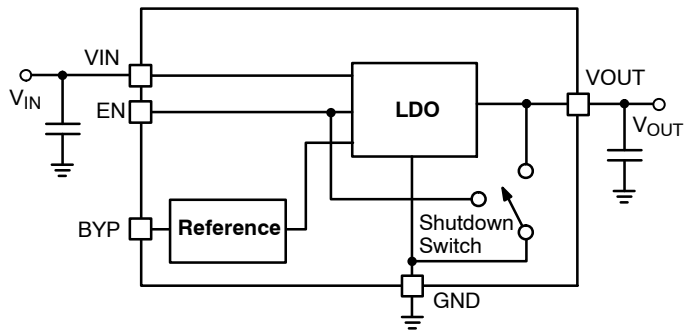 VIN
VOUT
V_IN
EN
LDO
V_OUT
BYP
Reference
Shutdown
Switch
GND